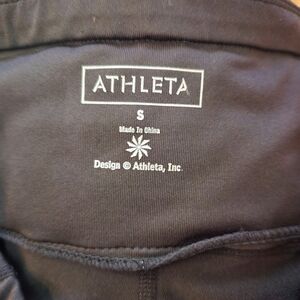 ATHLETA
S
Made In China
Design © Athleta, Inc.